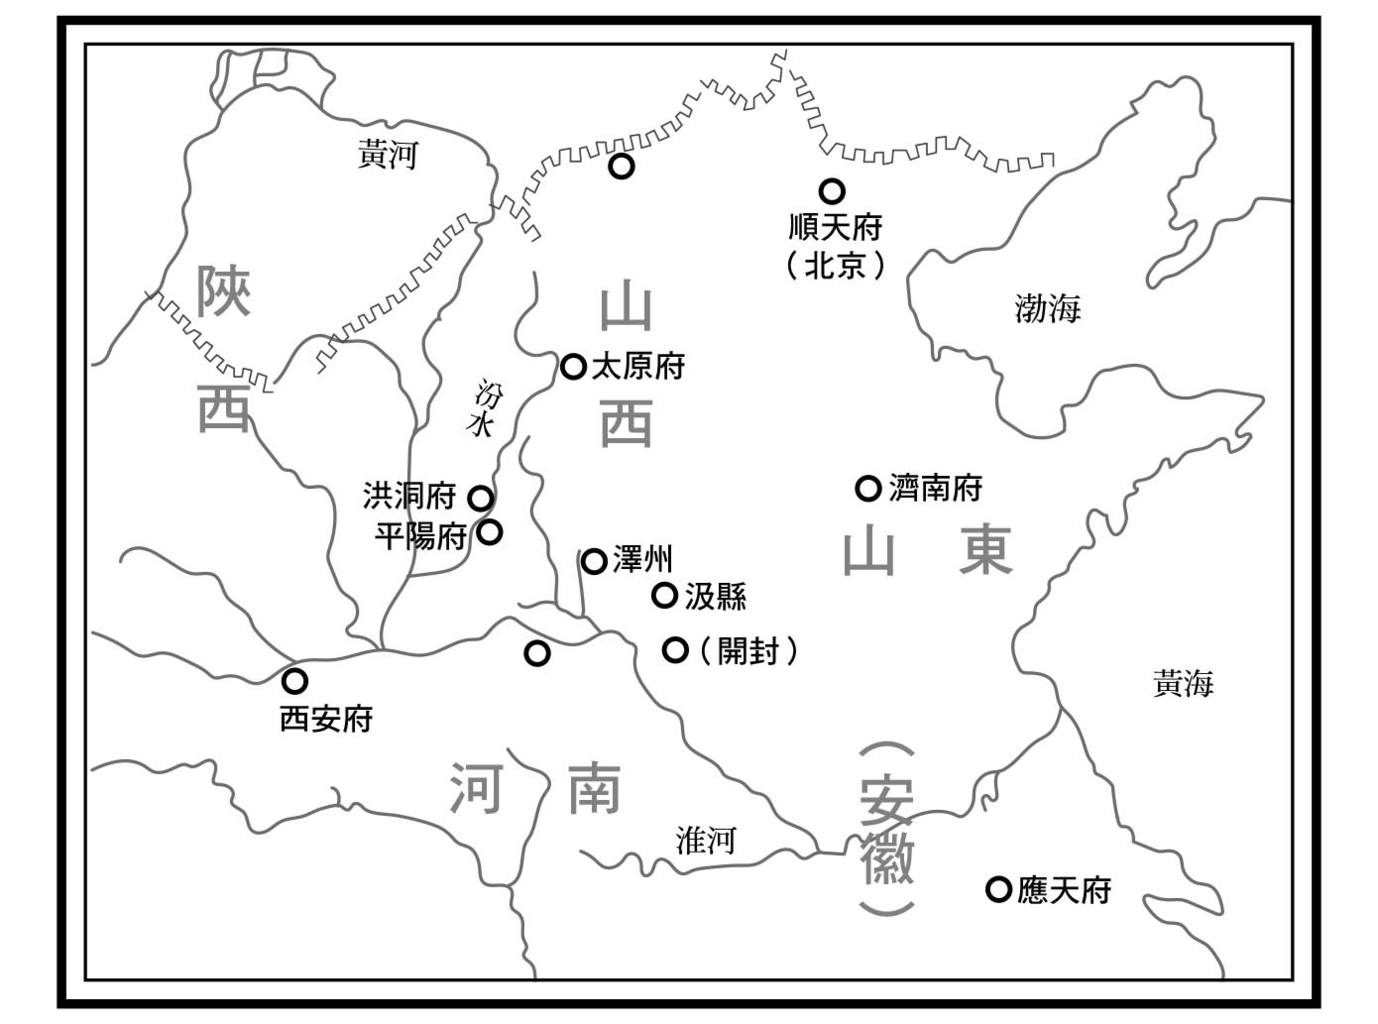 黃河
順天府
（北京）
陝西
山西
渤海
太原府
汾水
洪洞府
平陽府
濟南府
山東
澤州
汲縣
（開封）
西安府
黃海
河南
淮河
（安徽）
應天府